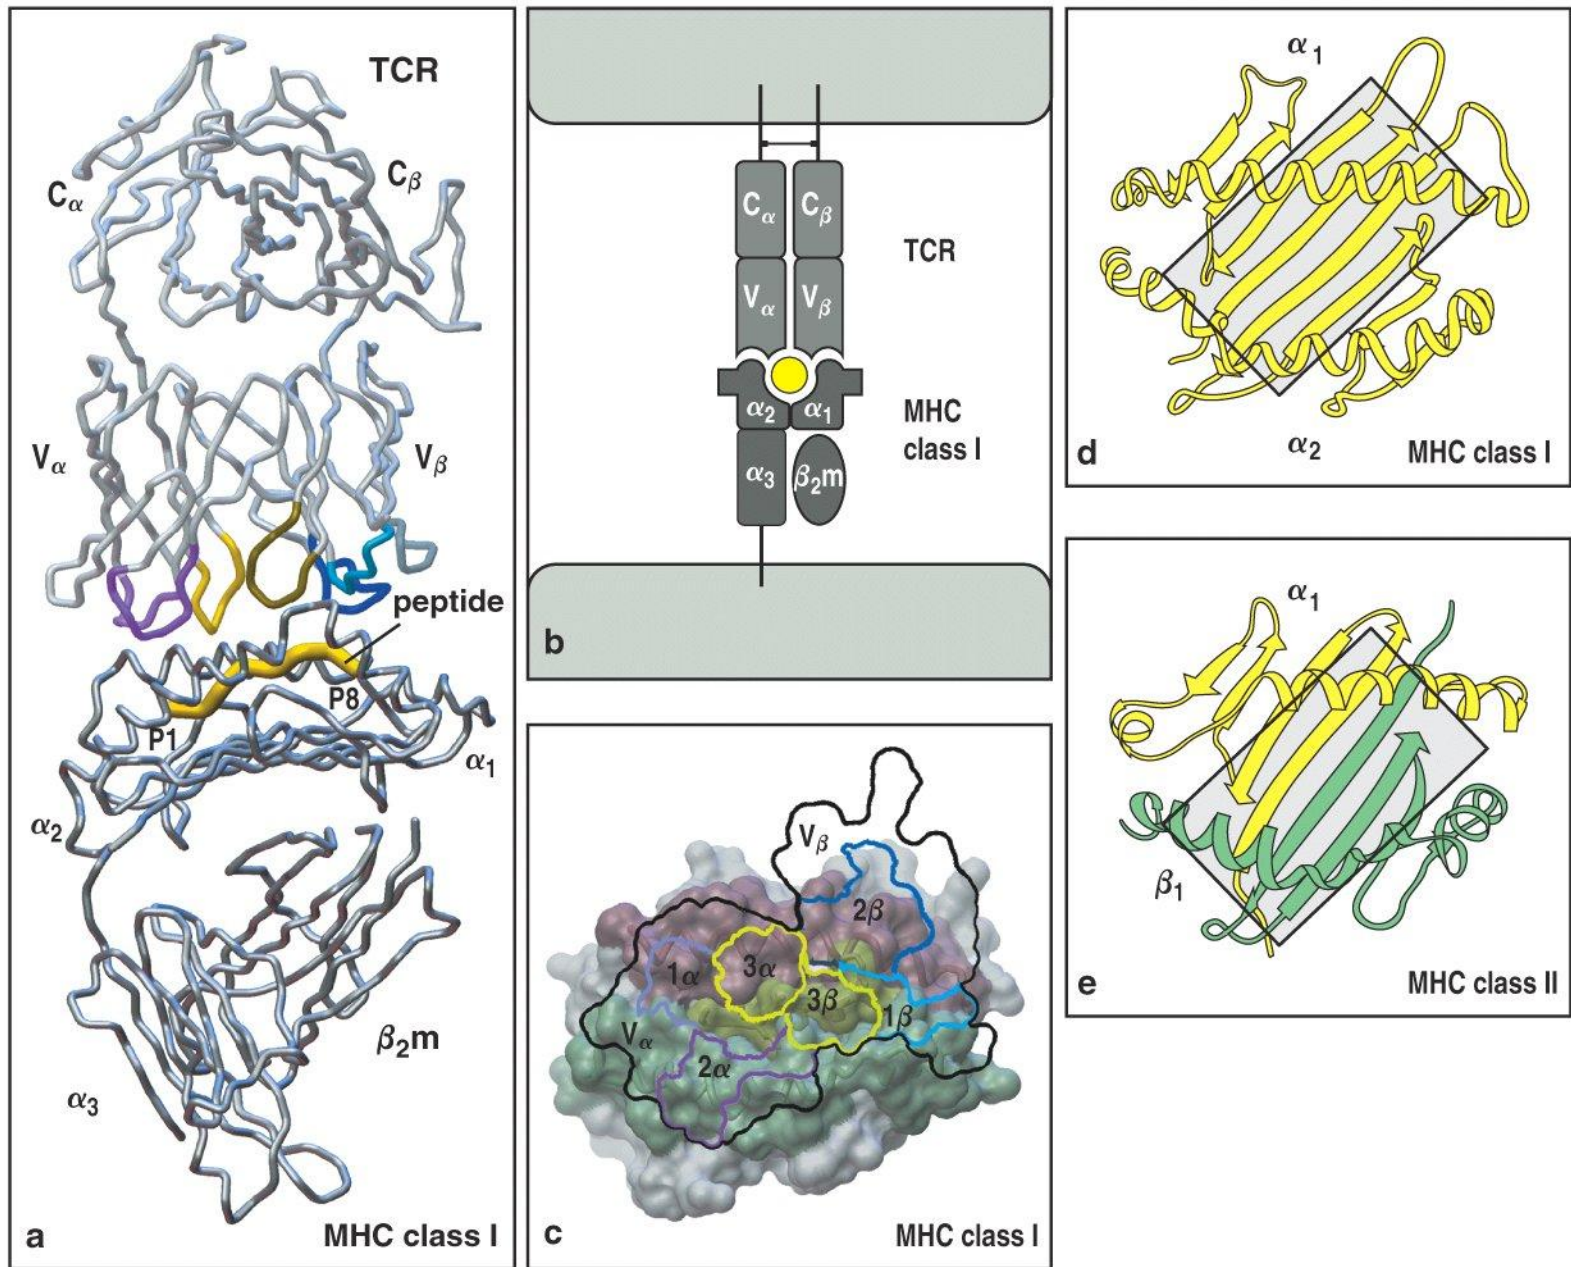 TCR
Cα
Cβ
Vα
Vβ
peptide
P1
P8
α1
α2
β2m
α3
a
MHC class I
Cα Cβ
TCR
Vα Vβ
α2 α1
MHC
class I
α3 β2m
b
Vβ
2β
1α 3α
3β 1β
Vα
2α
c
MHC class I
α1
α2
d
MHC class I
α1
β1
e
MHC class II